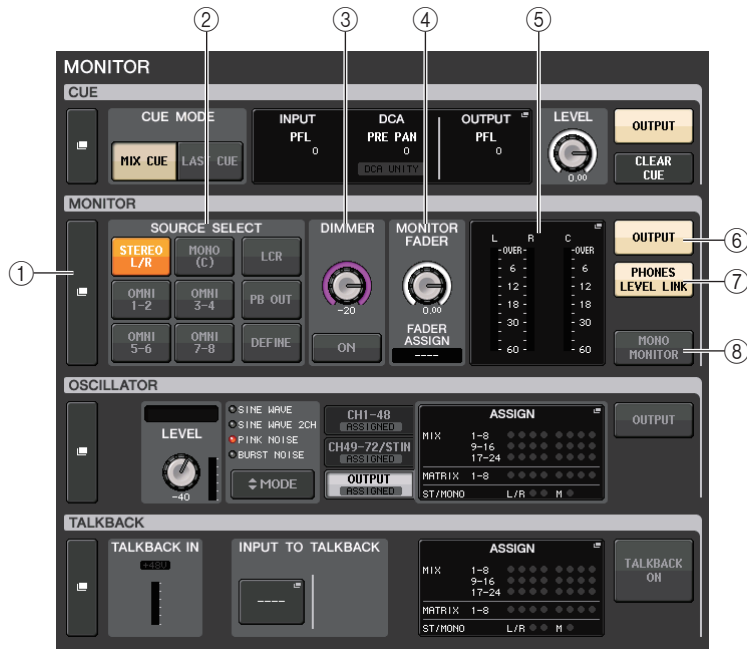 ② ③ ④ ⑤
MONITOR
CUE
CUE MODE
MIX CUE
LAST CUE
INPUT
PFL
0
DCA
PRE PAN
0
DCA UNITY
OUTPUT
PFL
0
LEVEL
0.00
OUTPUT
CLEAR
CUE
MONITOR
①
SOURCE SELECT
STEREO
L/R
MONO
(C)
LCR
OMNI
1-2
OMNI
3-4
PB OUT
OMNI
5-6
OMNI
7-8
DEFINE
DIMMER
-20
ON
MONITOR
FADER
0.00
FADER
ASSIGN
----
L R C
-OVER- -OVER
- 6 - 6
- 12 - 12
- 18 - 18
- 30 - 30
- 60 - - 60 -
OUTPUT
⑥
PHONES
LEVEL LINK
⑦
MONO
MONITOR
⑧
OSCILLATOR
LEVEL
-40
SINE WAVE
SINE WAVE 2CH
PINK NOISE
BURST NOISE
MODE
CH1-48
ASSIGNED
CH49-72/STIN
ASSIGNED
OUTPUT
ASSIGNED
ASSIGN
MIX 1-8
9-16
17-24
MATRIX 1-8
ST/MONO L/R M
OUTPUT
TALKBACK
TALKBACK IN
+48V
INPUT TO TALKBACK
----
ASSIGN
MIX 1-8
9-16
17-24
MATRIX 1-8
ST/MONO L/R M
TALKBACK
ON